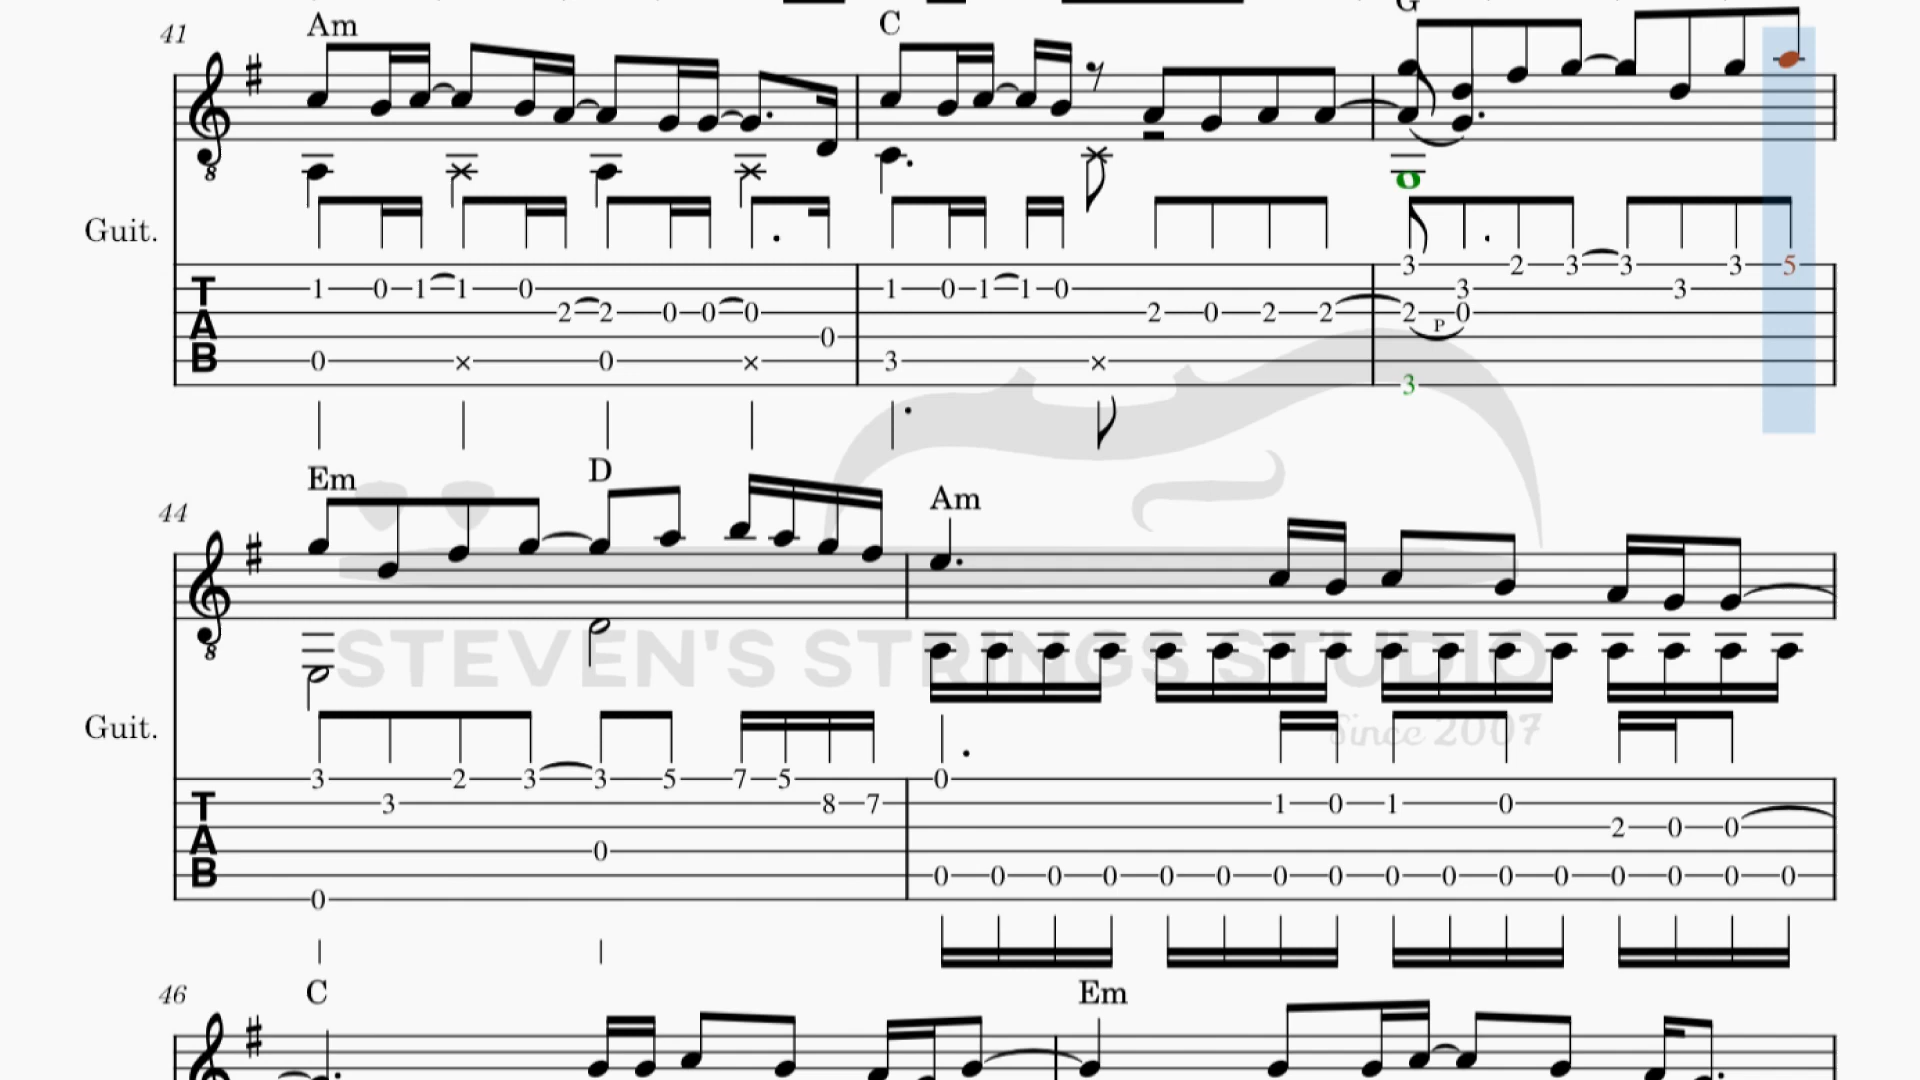 G
41
Am
C
8
Guit.
T
A
B
1 0 1 1 0 1 0 1 1 0 3 2 3 3 3 5
2 2 0 0 0 2 0 2 2 2 P 0 3 3
0
0 × 0 × 3 ×
3
44
Em
D
Am
8
STEVEN'S STRINGS STUDIO
Since 2007
Guit.
T
A
B
3 2 3 3 5 7 5 0
3 8 7 1 0 1 0
2 0 0
0
0 0 0 0 0 0 0 0 0 0 0 0 0 0 0 0
0
46
C
Em